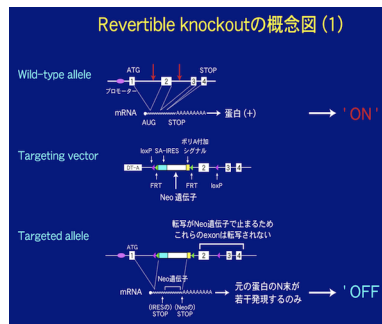 Revertible knockoutの概念図 (1)
Wild-type allele
ATG
STOP
1
2
3
4
プロモーター
mRNA
AUG
STOP
AAAAAAAAA
蛋白 (+)
'ON'
Targeting vector
loxP
SA-IRES
ポリA付加
シグナル
DT-A
2
3
4
FRT
FRT
loxP
Neo 遺伝子
Targeted allele
転写がNeo遺伝子で止まるため
これらのexonは転写されない
ATG
1
2
3
4
Neo遺伝子
mRNA
AAAAAAAAA
(IRESの)
STOP
(Neoの)
STOP
元の蛋白のN末が
若干発現するのみ
'OFF'